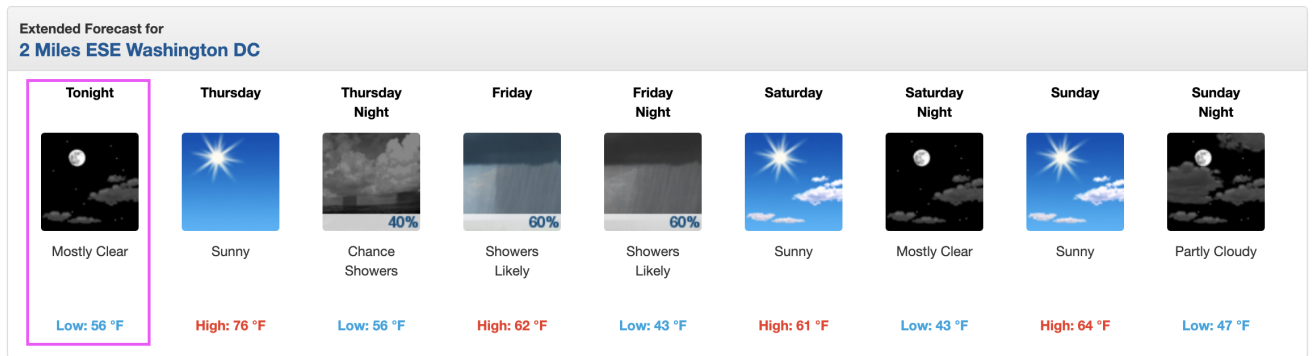 Extended Forecast for
2 Miles ESE Washington DC
Tonight
Mostly Clear
Low: 56 °F
Thursday
Sunny
High: 76 °F
Thursday
Night
40%
Chance
Showers
Low: 56 °F
Friday
60%
Showers
Likely
High: 62 °F
Friday
Night
60%
Showers
Likely
Low: 43 °F
Saturday
Sunny
High: 61 °F
Saturday
Night
Mostly Clear
Low: 43 °F
Sunday
Sunny
High: 64 °F
Sunday
Night
Partly Cloudy
Low: 47 °F